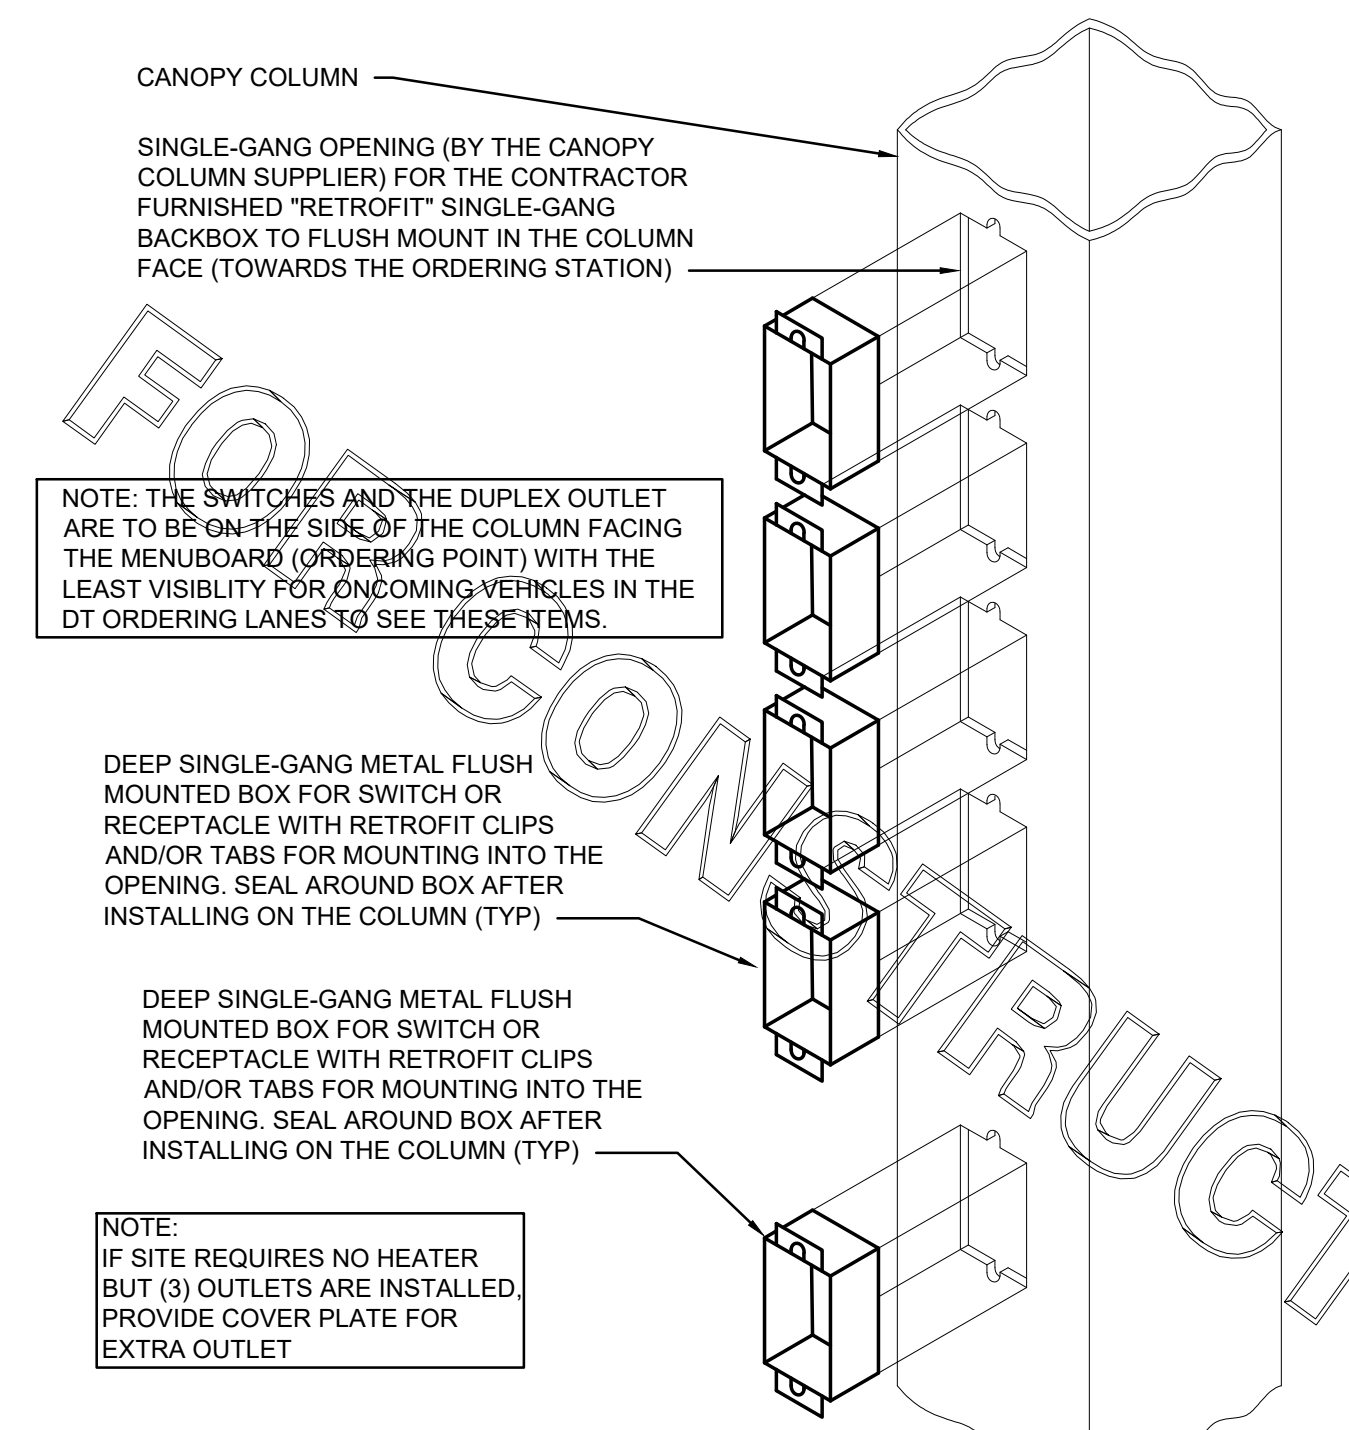 CANOPY COLUMN
SINGLE-GANG OPENING (BY THE CANOPY
COLUMN SUPPLIER) FOR THE CONTRACTOR
FURNISHED "RETROFIT" SINGLE-GANG
BACKBOX TO FLUSH MOUNT IN THE COLUMN
FACE (TOWARDS THE ORDERING STATION)
NOTE: THE SWITCHES AND THE DUPLEX OUTLET
ARE TO BE ON THE SIDE OF THE COLUMN FACING
THE MENUBOARD (ORDERING POINT) WITH THE
LEAST VISIBLITY FOR ONCOMING VEHICLES IN THE
DT ORDERING LANES TO SEE THESE ITEMS.
DEEP SINGLE-GANG METAL FLUSH
MOUNTED BOX FOR SWITCH OR
RECEPTACLE WITH RETROFIT CLIPS
AND/OR TABS FOR MOUNTING INTO THE
OPENING. SEAL AROUND BOX AFTER
INSTALLING ON THE COLUMN (TYP)
DEEP SINGLE-GANG METAL FLUSH
MOUNTED BOX FOR SWITCH OR
RECEPTACLE WITH RETROFIT CLIPS
AND/OR TABS FOR MOUNTING INTO THE
OPENING. SEAL AROUND BOX AFTER
INSTALLING ON THE COLUMN (TYP)
NOTE:
IF SITE REQUIRES NO HEATER
BUT (3) OUTLETS ARE INSTALLED,
PROVIDE COVER PLATE FOR
EXTRA OUTLET
FOR CONSTRUCT